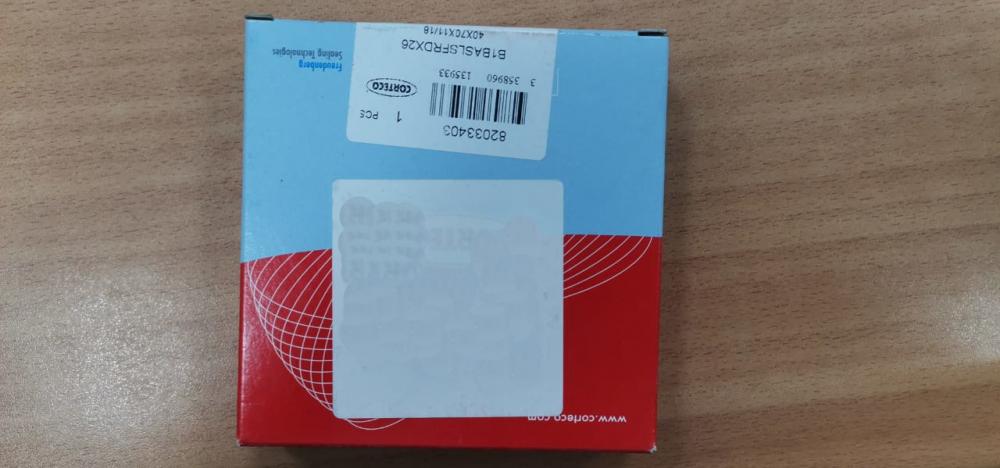 www.corteco.com
82033403
1 PCS
CORTECO
3 358960 135933
B1BASLSFRDX26
40X70X11/18
Freudenberg
Sealing Technologies